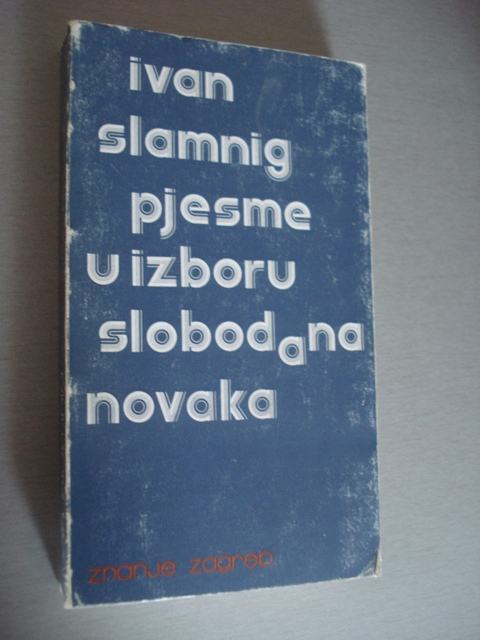 ivan
slamnig
pjesme
u izboru
slobodana
novaka
znanje zagreb